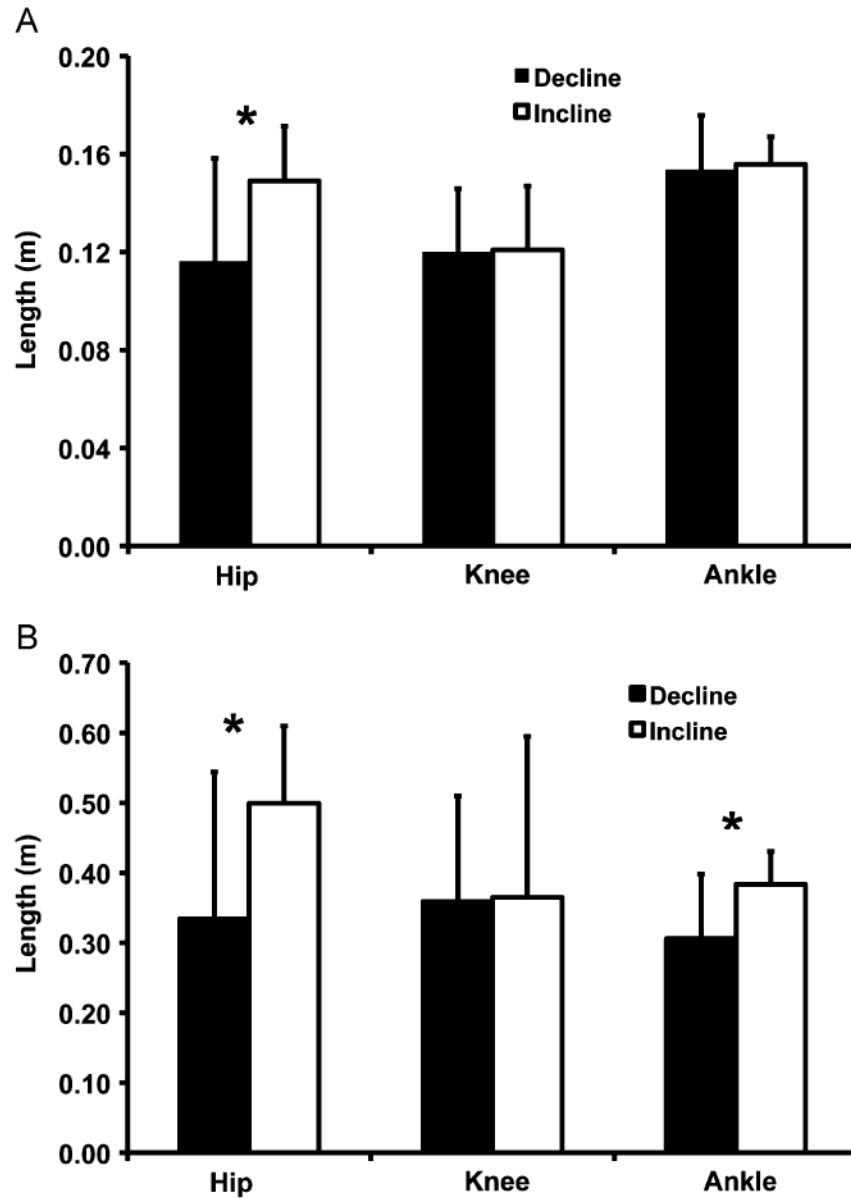 A
0.20
Decline
*
Incline
0.16
0.12
Length (m)
0.08
0.04
0.00
Hip Knee Ankle
B
0.70
Decline
*
Incline
0.60
0.50
*
0.40
Length (m)
0.30
0.20
0.10
0.00
Hip Knee Ankle